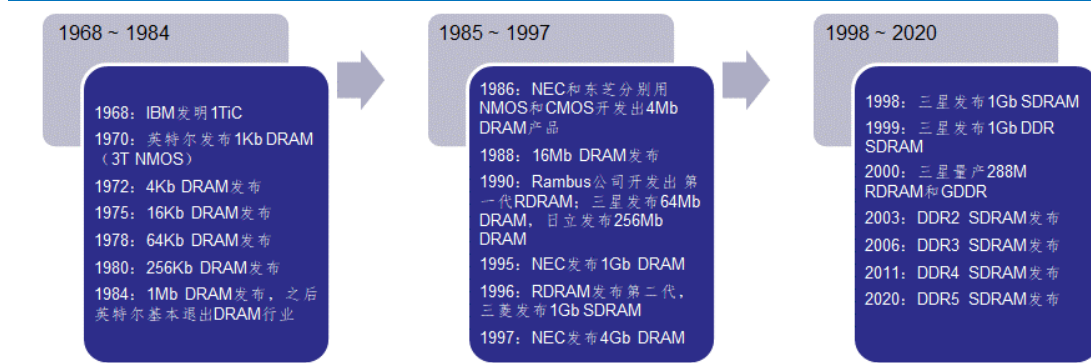 1968 ~ 1984
1968：IBM发明1TiC
1970：英特尔发布1Kb DRAM
（3T NMOS）
1972：4Kb DRAM发布
1975：16Kb DRAM发布
1978：64Kb DRAM发布
1980：256Kb DRAM发布
1984：1Mb DRAM发布，之后
英特尔基本退出DRAM行业
1985 ~ 1997
1986：NEC和东芝分别用
NMOS和CMOS开发出4Mb
DRAM产品
1988：16Mb DRAM发布
1990：Rambus公司开发出 第
一代RDRAM；三星发布64Mb
DRAM，日立发布256Mb
DRAM
1995：NEC发布1Gb DRAM
1996：RDRAM发布第二代，
三菱发布1Gb SDRAM
1997：NEC发布4Gb DRAM
1998 ~ 2020
1998：三星发布1Gb SDRAM
1999：三星发布1Gb DDR
SDRAM
2000：三星量产288M
RDRAM和GDDR
2003：DDR2 SDRAM发布
2006：DDR3 SDRAM发布
2011：DDR4 SDRAM发布
2020：DDR5 SDRAM发布